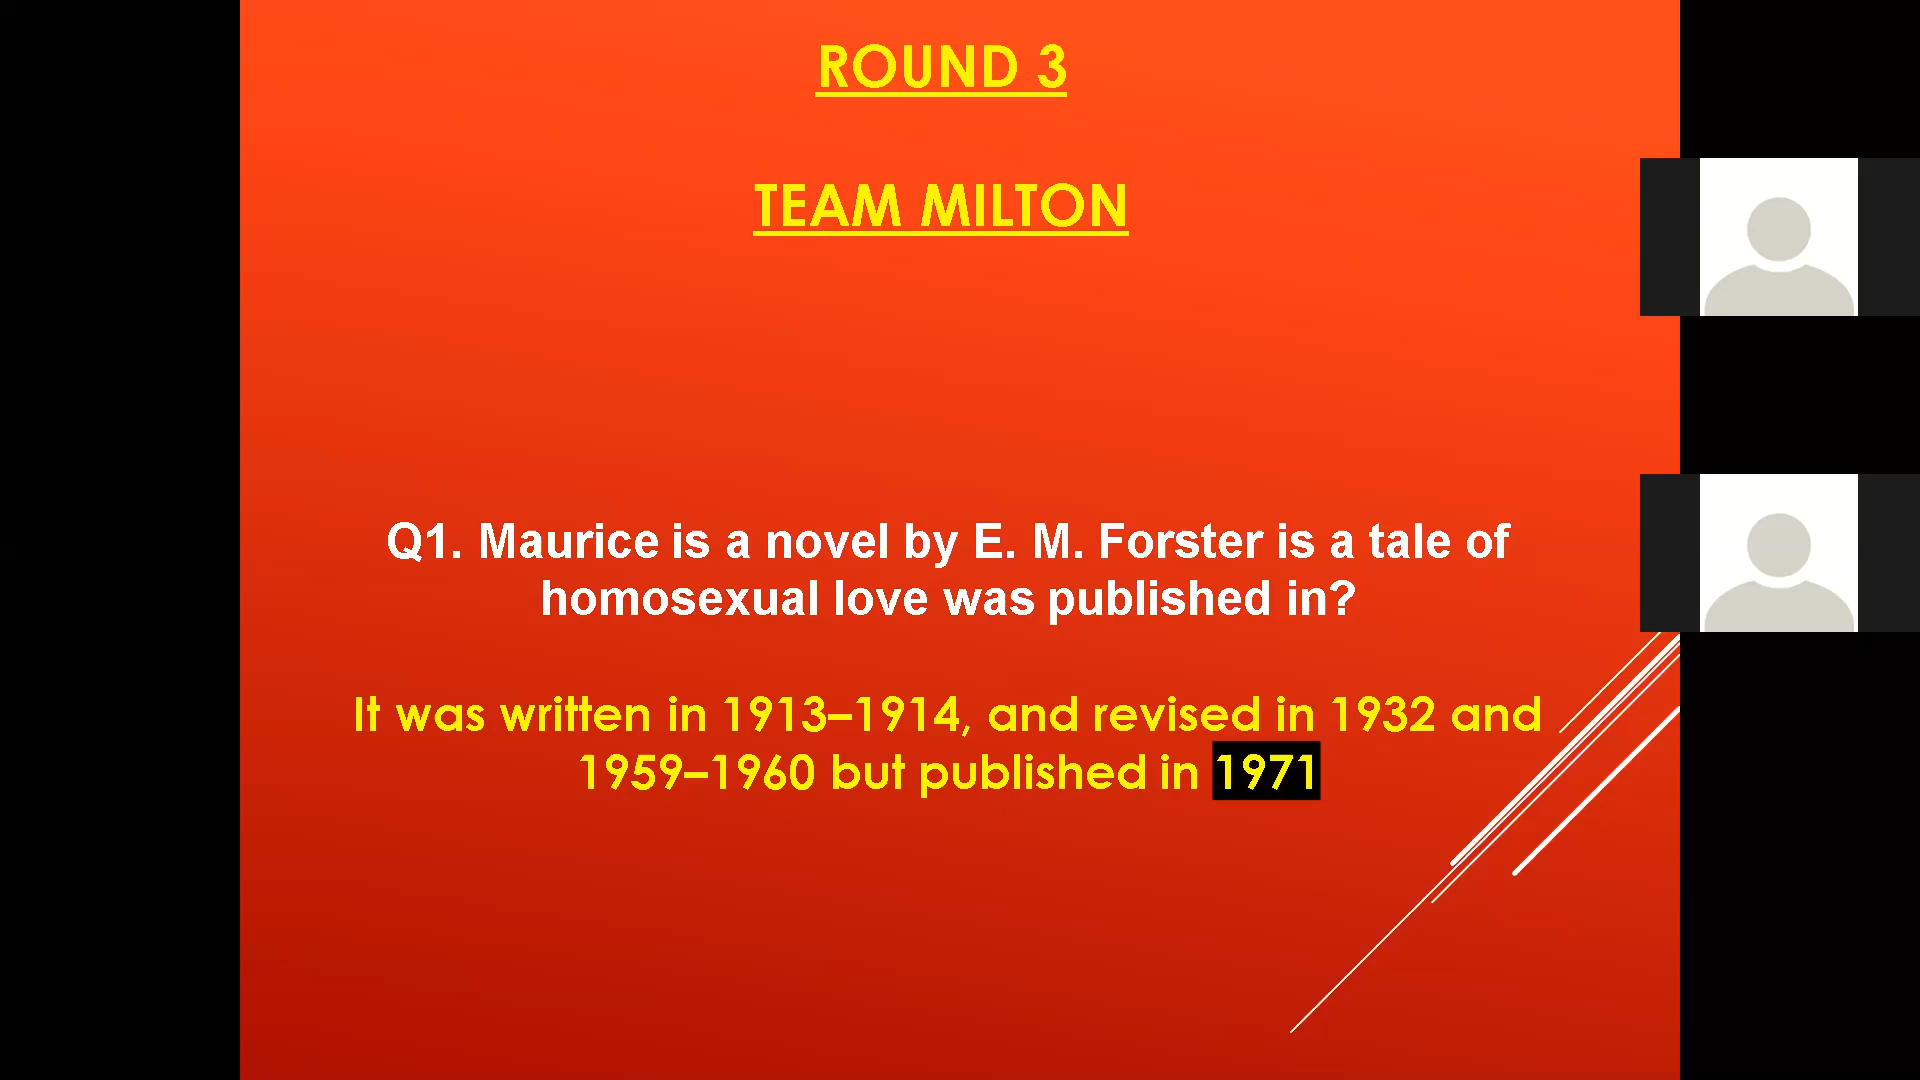 ROUND 3
TEAM MILTON
Q1. Maurice is a novel by E. M. Forster is a tale of
homosexual love was published in?
It was written in 1913–1914, and revised in 1932 and
1959–1960 but published in 1971